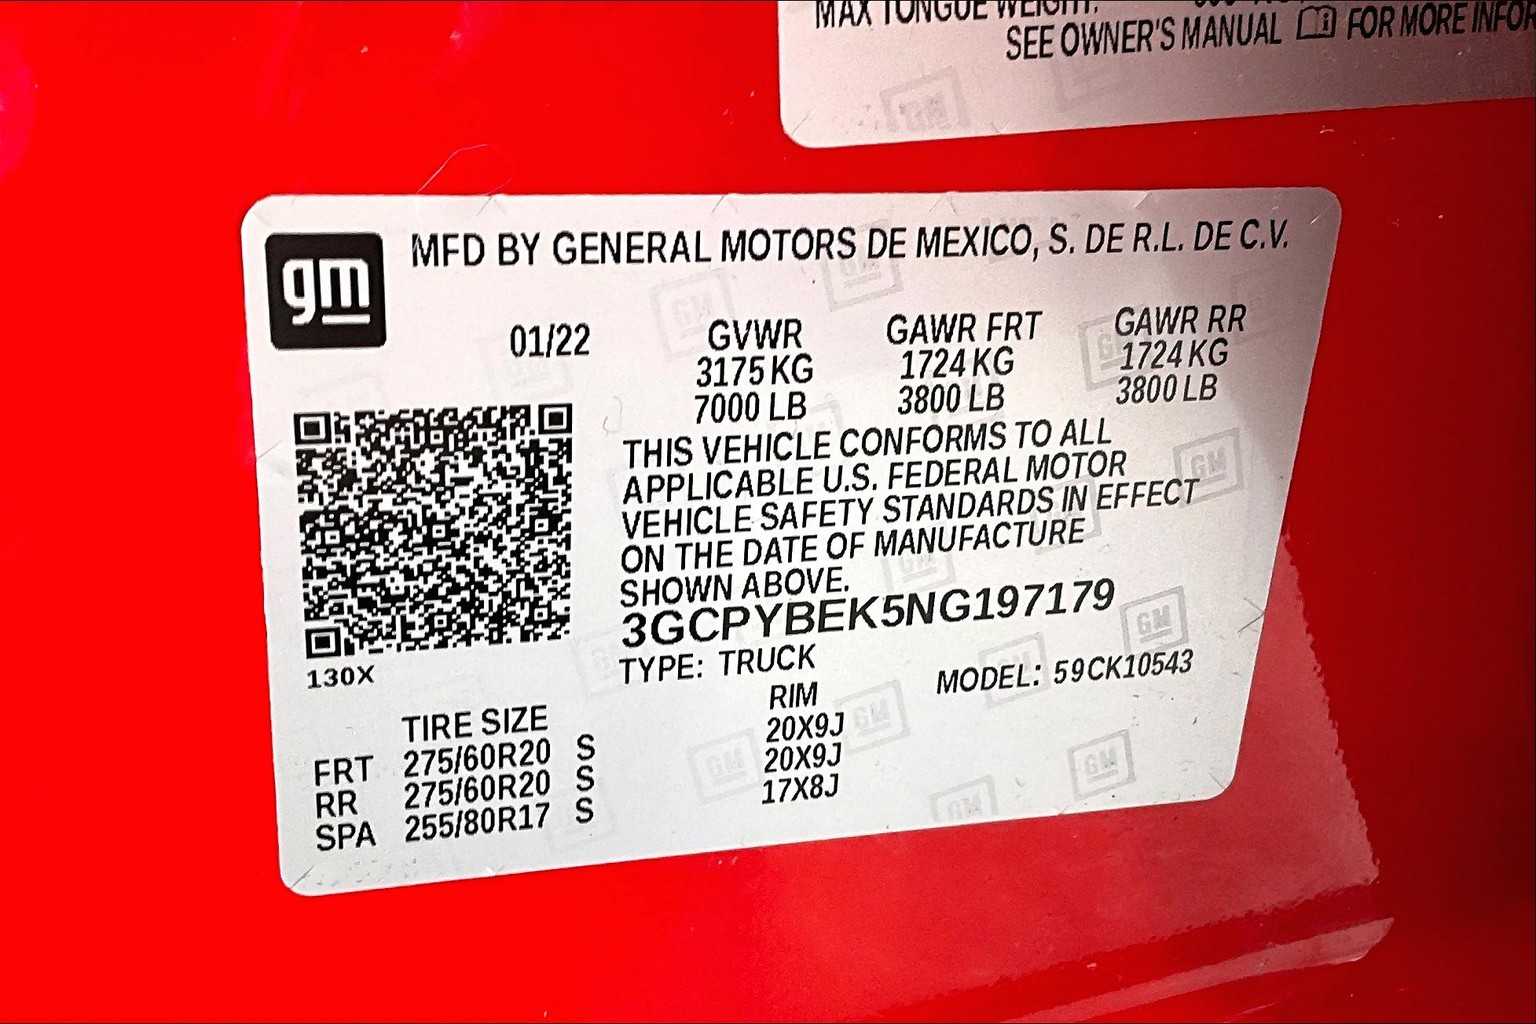 MAX TONGUE WEIGHT:
SEE OWNER'S MANUAL FOR MORE
gm
MFD BY GENERAL MOTORS DE MEXICO, S. DE R.L. DE C.V.
01/22 GVWR GAWR FRT GAWR RR
3175 KG 1724 KG 1724 KG
7000 LB 3800 LB 3800 LB
THIS VEHICLE CONFORMS TO ALL
APPLICABLE U.S. FEDERAL MOTOR
VEHICLE SAFETY STANDARDS IN EFFECT
ON THE DATE OF MANUFACTURE
SHOWN ABOVE.
3GCPYBEK5NG197179
130X
TYPE: TRUCK MODEL: 59CK10543
TIRE SIZE RIM
FRT 275/60R20 S 20X9J
RR 275/60R20 S 20X9J
SPA 255/80R17 S 17X8J